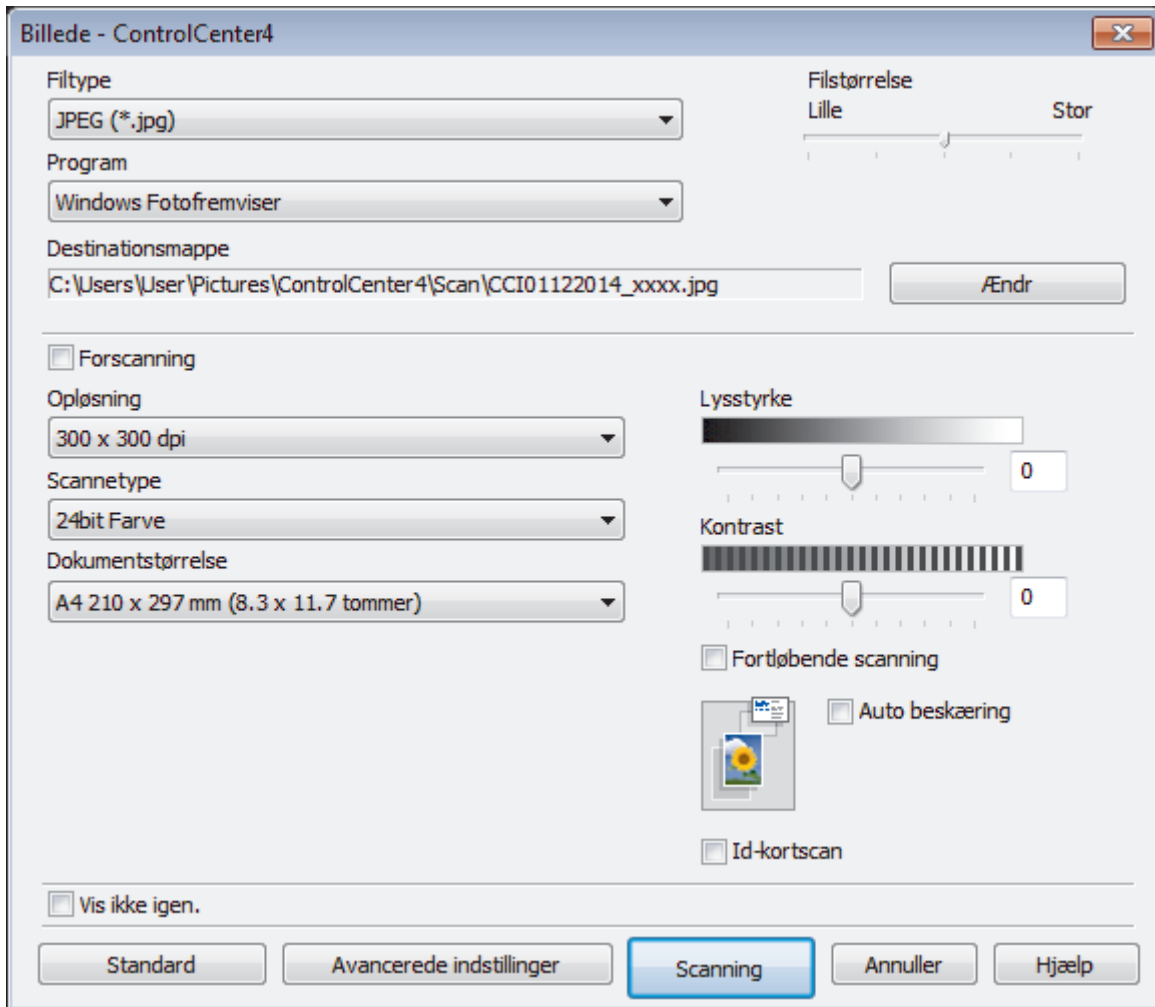 Billede - ControlCenter4
Filtype
JPEG (*.jpg)
Program
Windows Fotofremviser
Destinationsmappe
C:\Users\User\Pictures\ControlCenter4\Scan\CCI01122014_xxxx.jpg
Ændr
Filstørrelse
Lille Stor
Forscanning
Opløsning
300 x 300 dpi
Scannetype
24bit Farve
Dokumentstørrelse
A4 210 x 297 mm (8.3 x 11.7 tommer)
Lysstyrke
0
Kontrast
0
Fortløbende scanning
Auto beskæring
Id-kortscan
Vis ikke igen.
Standard Avancerede indstillinger Scanning Annuller Hjælp